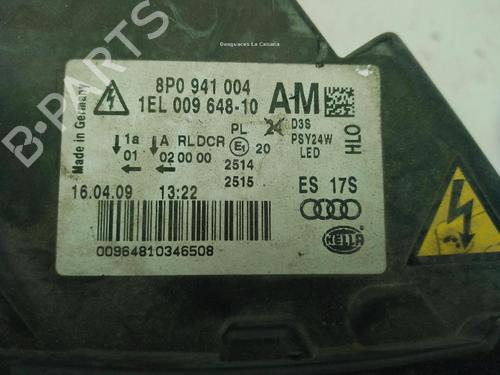 Desguaces La Cabaña
8P0 941 004 AM
1EL 009 648-10
Made in Germany
PL 24 D3S
1a A RLDCR E1 20 PSY24W
LED
HLO
01 02 00 00 2514
2515
ES 17S
16.04.09 13:22
00964810346508
HELLA
B-PARTS